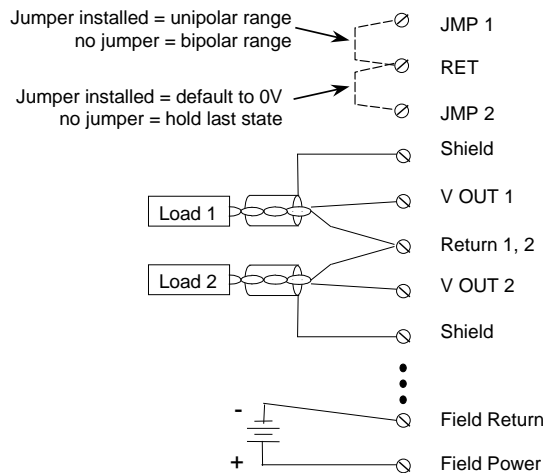 Jumper installed = unipolar range
no jumper = bipolar range
JMP 1
RET
Jumper installed = default to 0V
no jumper = hold last state
JMP 2
Shield
V OUT 1
Load 1
Return 1, 2
Load 2
V OUT 2
Shield
-
Field Return
+
Field Power